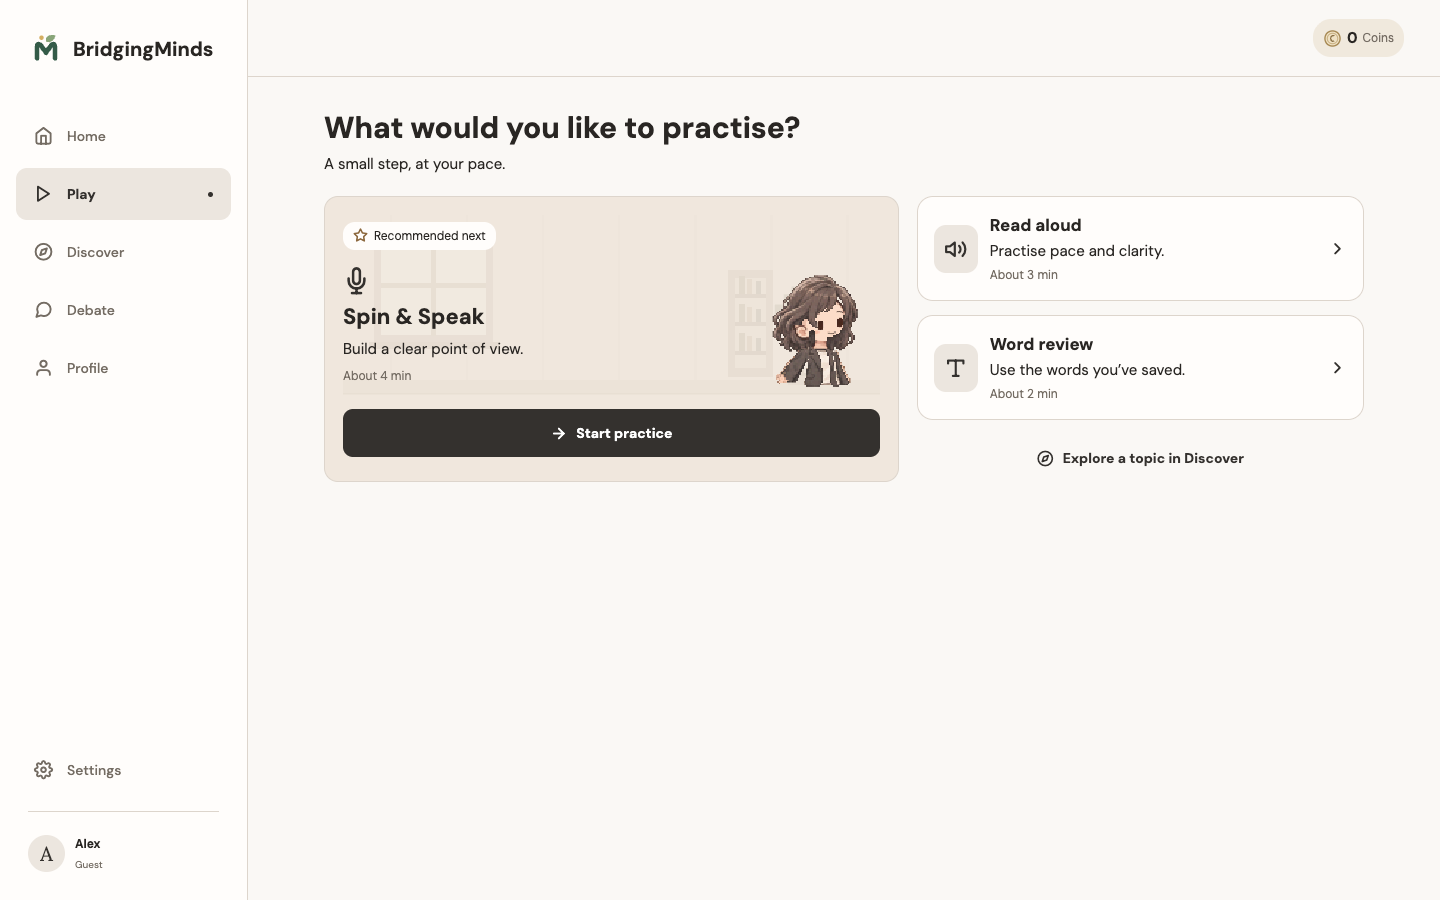 BridgingMinds
Home
Play
Discover
Debate
Profile
Settings
A
Alex
Guest
0 Coins
What would you like to practise?
A small step, at your pace.
Recommended next
Spin & Speak
Build a clear point of view.
About 4 min
Start practice
Read aloud
Practise pace and clarity.
About 3 min
Word review
Use the words you’ve saved.
About 2 min
Explore a topic in Discover